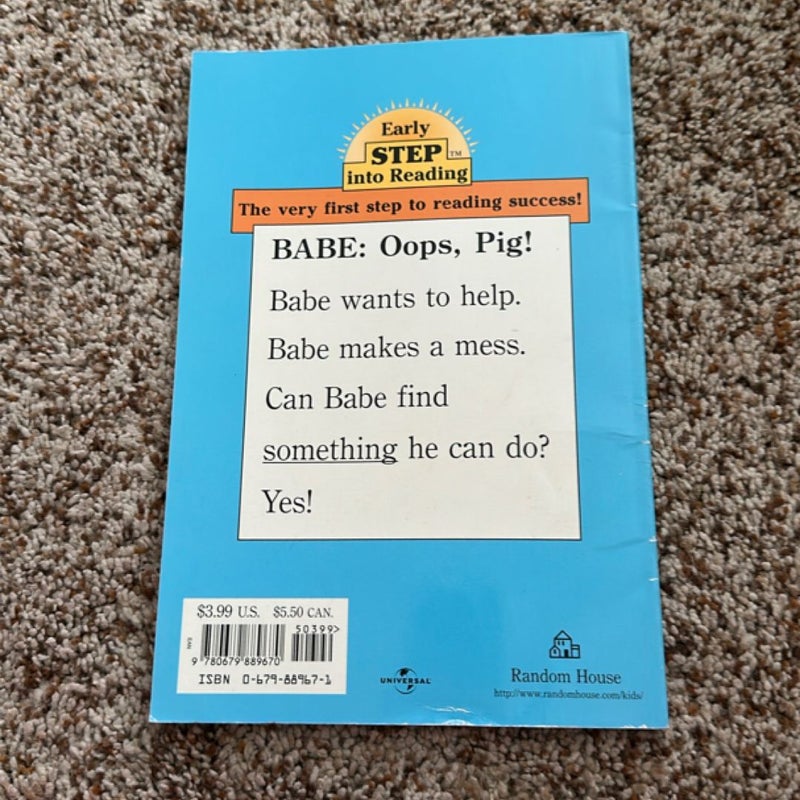 Early
STEP™
into Reading
The very first step to reading success!
BABE: Oops, Pig!
Babe wants to help.
Babe makes a mess.
Can Babe find
something he can do?
Yes!
$3.99 U.S. $5.50 CAN.
50399>
EAN
9 780679 889670
ISBN 0-679-88967-1
UNIVERSAL
Random House
http://www.randomhouse.com/kids/